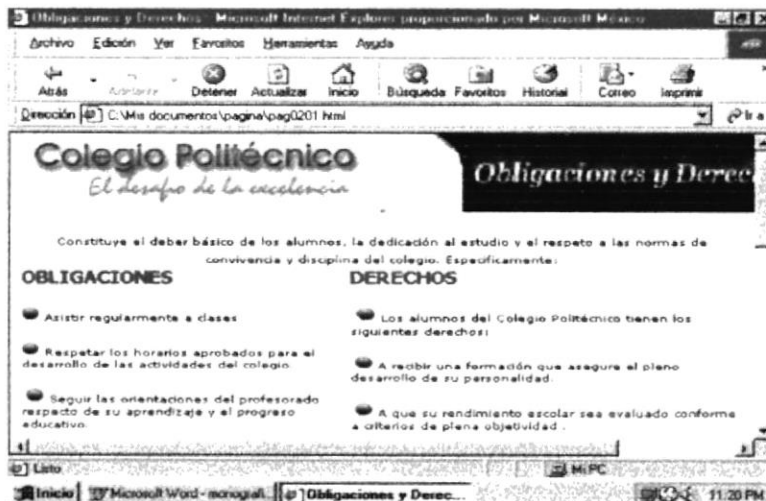 Obligaciones y Derechos - Microsoft Internet Explorer proporcionado por Microsoft México
Archivo Edición Ver Favoritos Herramientas Ayuda
Atrás Adelante Detener Actualizar Inicio Búsqueda Favoritos Historial Correo Imprimir
Dirección C:\Mis documentos\pagina\pag0201.html Ir a
Colegio Politécnico
El desafio de la excelencia
Obligaciones y Derec
Constituye el deber básico de los alumnos, la dedicación al estudio y el respeto a las normas de
convivencia y disciplina del colegio. Específicamente:
OBLIGACIONES
Asistir regularmente a clases
Respetar los horarios aprobados para el
desarrollo de las actividades del colegio.
Seguir las orientaciones del profesorado
respecto de su aprendizaje y el progreso
educativo.
DERECHOS
Los alumnos del Colegio Politécnico tienen los
siguientes derechos:
A recibir una formación que asegure el pleno
desarrollo de su personalidad.
A que su rendimiento escolar sea evaluado conforme
a criterios de plena objetividad .
Listo Mi PC
Inicio Microsoft Word - monografi... Obligaciones y Derec... 11:20 PM